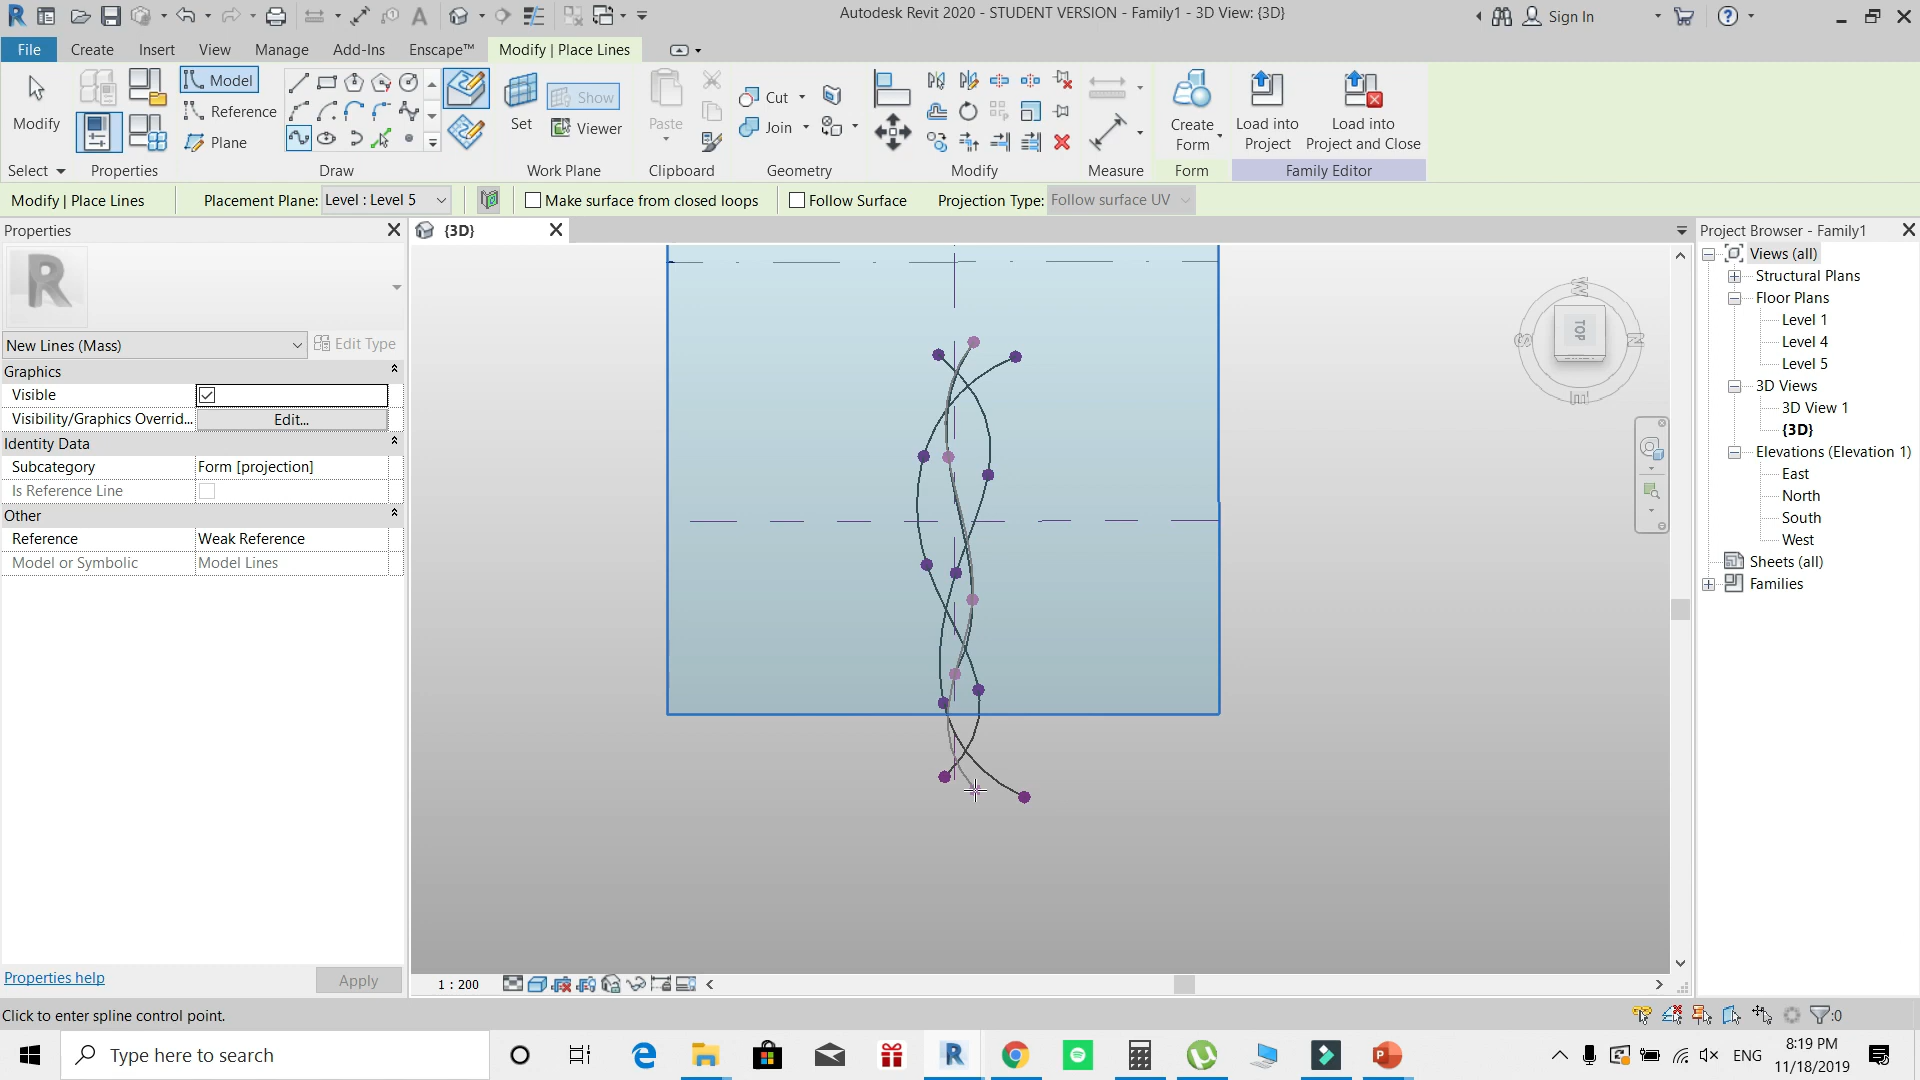 Autodesk Revit 2020 - STUDENT VERSION - Family1 - 3D View: {3D}
Sign In
File Create Insert View Manage Add-Ins Enscape™ Modify | Place Lines
Modify
Model
Reference
Plane
Set
Show
Viewer
Paste
Cut
Join
Create
Form
Load into
Project
Load into
Project and Close
Select Properties Draw Work Plane Clipboard Geometry Modify Measure Form Family Editor
Modify | Place Lines Placement Plane: Level : Level 5 Make surface from closed loops Follow Surface Projection Type: Follow surface UV
Properties
R
New Lines (Mass) Edit Type
Graphics
Visible
Visibility/Graphics Overrid... Edit...
Identity Data
Subcategory Form [projection]
Is Reference Line
Other
Reference Weak Reference
Model or Symbolic Model Lines
Properties help Apply
{3D}
W
S TOP N
E
Project Browser - Family1
Views (all)
Structural Plans
Floor Plans
Level 1
Level 4
Level 5
3D Views
3D View 1
{3D}
Elevations (Elevation 1)
East
North
South
West
Sheets (all)
Families
1 : 200
Click to enter spline control point.
:0
Type here to search
ENG
8:19 PM
11/18/2019